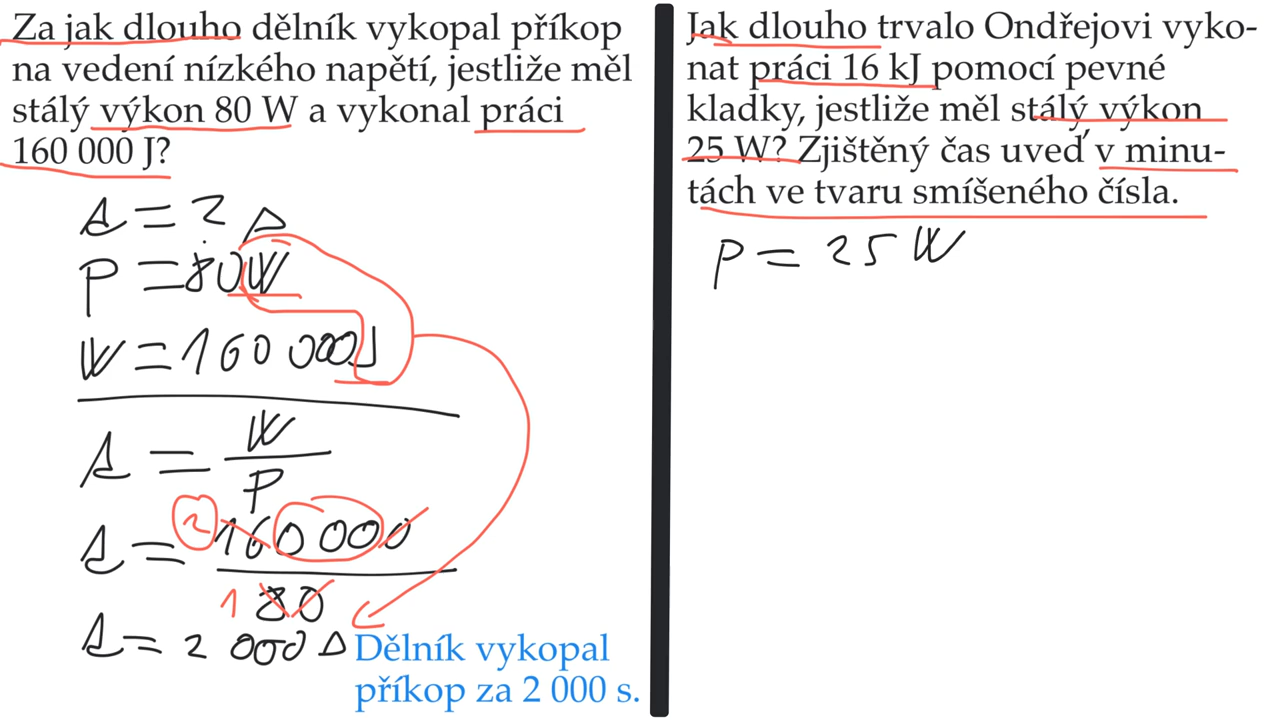 Za jak dlouho dělník vykopal příkop
na vedení nízkého napětí, jestliže měl
stálý výkon 80 W a vykonal práci
160 000 J?
t = ? s
P = 80 W
W = 160 000 J
t = W / P
t = 2 160 000 / 1 80
t = 2 000 s
Dělník vykopal
příkop za 2 000 s.
Jak dlouho trvalo Ondřejovi vyko-
nat práci 16 kJ pomocí pevné
kladky, jestliže měl stálý výkon
25 W? Zjištěný čas uveď v minu-
tách ve tvaru smíšeného čísla.
P = 25 W